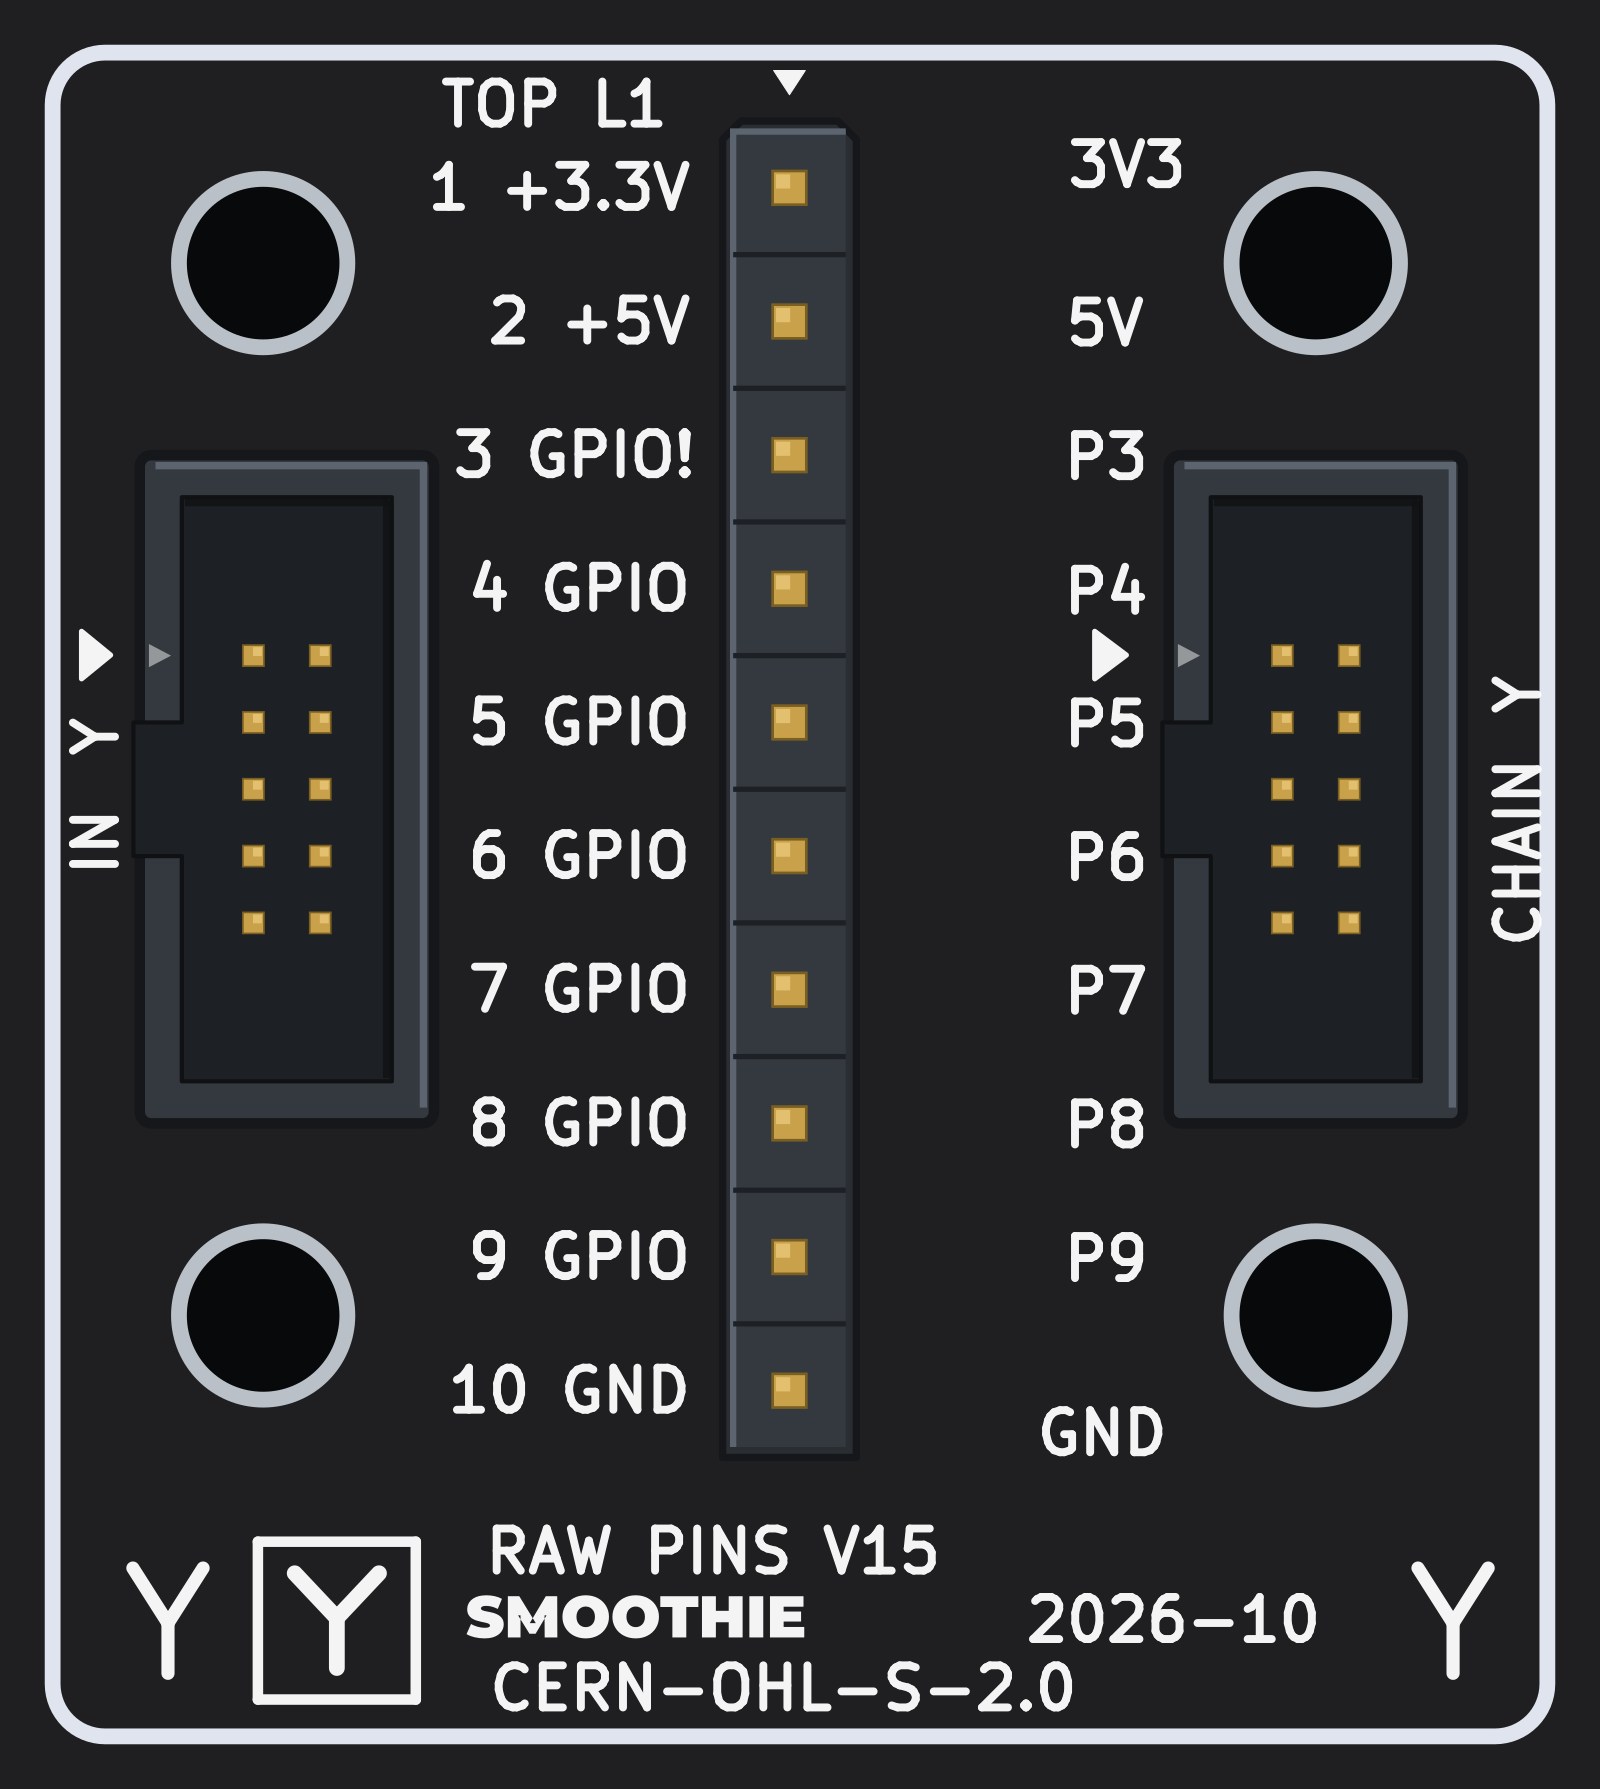 TOP L1
1 +3.3V
3V3
2 +5V
5V
3 GPIO!
P3
4 GPIO
P4
5 GPIO
P5
6 GPIO
P6
7 GPIO
P7
8 GPIO
P8
9 GPIO
P9
10 GND
GND
IN Y
CHAIN Y
RAW PINS V15
SMOOTHIE
2026-10
CERN-OHL-S-2.0
Y
Y
Y